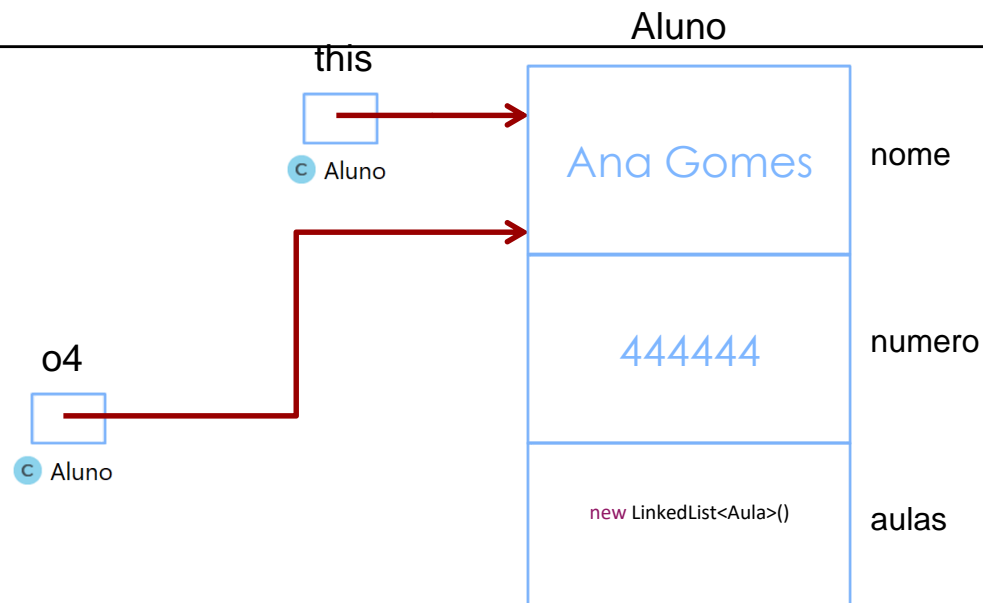 Aluno
this
C Aluno
Ana Gomes
nome
444444
numero
o4
C Aluno
new LinkedList<Aula>()
aulas